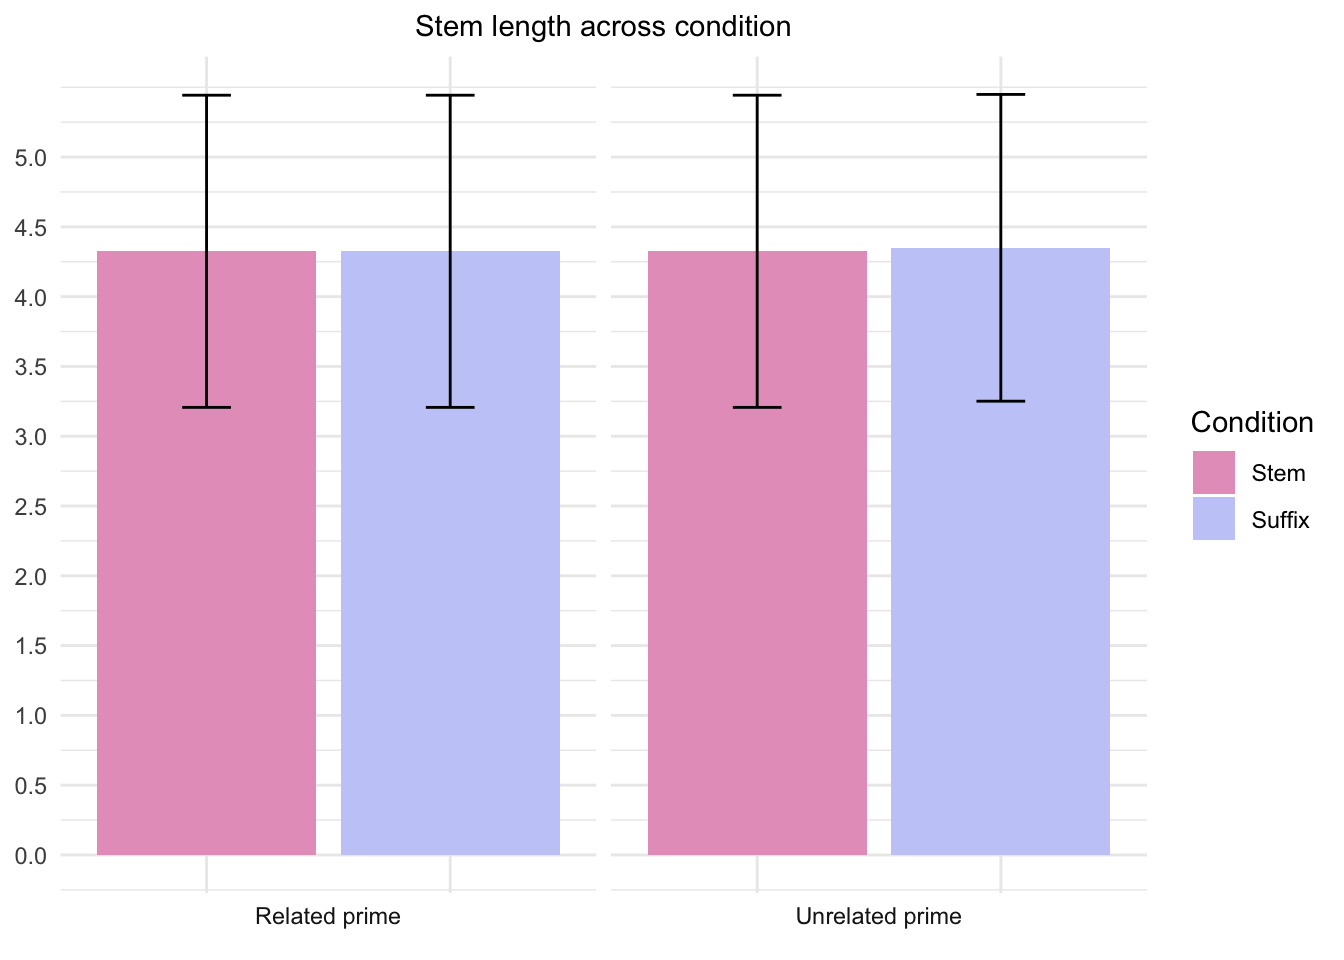 Stem length across condition
5.0
4.5
4.0
3.5
3.0
2.5
2.0
1.5
1.0
0.5
0.0
Related prime
Unrelated prime
Condition
Stem
Suffix